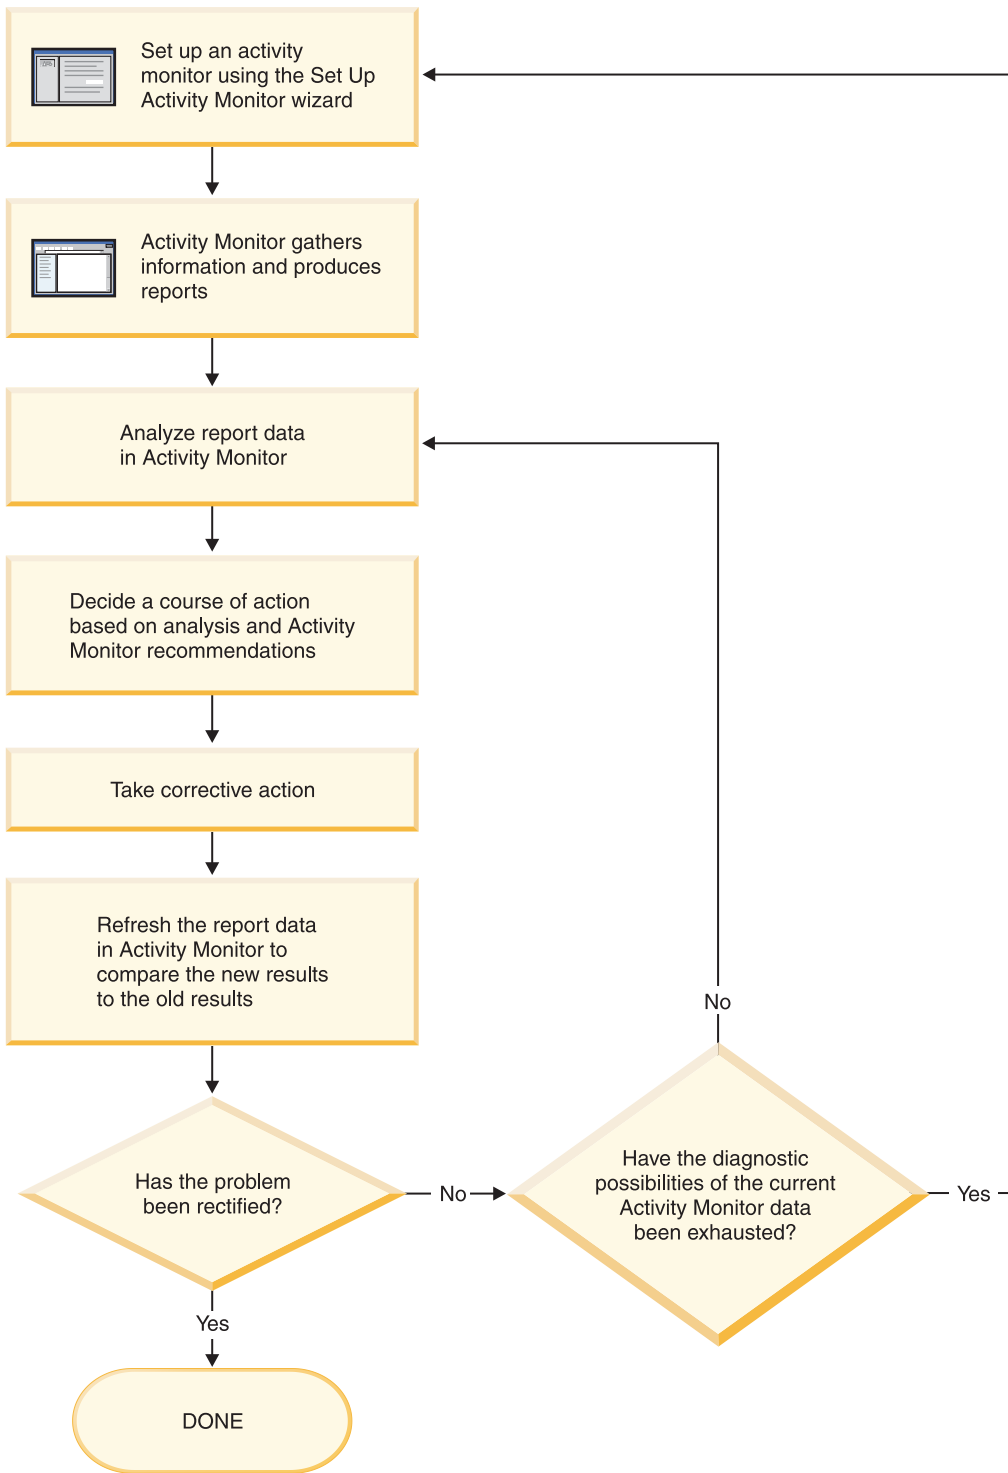 Set up an activity
monitor using the Set Up
Activity Monitor wizard
Activity Monitor gathers
information and produces
reports
Analyze report data
in Activity Monitor
Decide a course of action
based on analysis and Activity
Monitor recommendations
Take corrective action
Refresh the report data
in Activity Monitor to
compare the new results
to the old results
No
Has the problem
been rectified?
No
Have the diagnostic
possibilities of the current
Activity Monitor data
been exhausted?
Yes
Yes
DONE